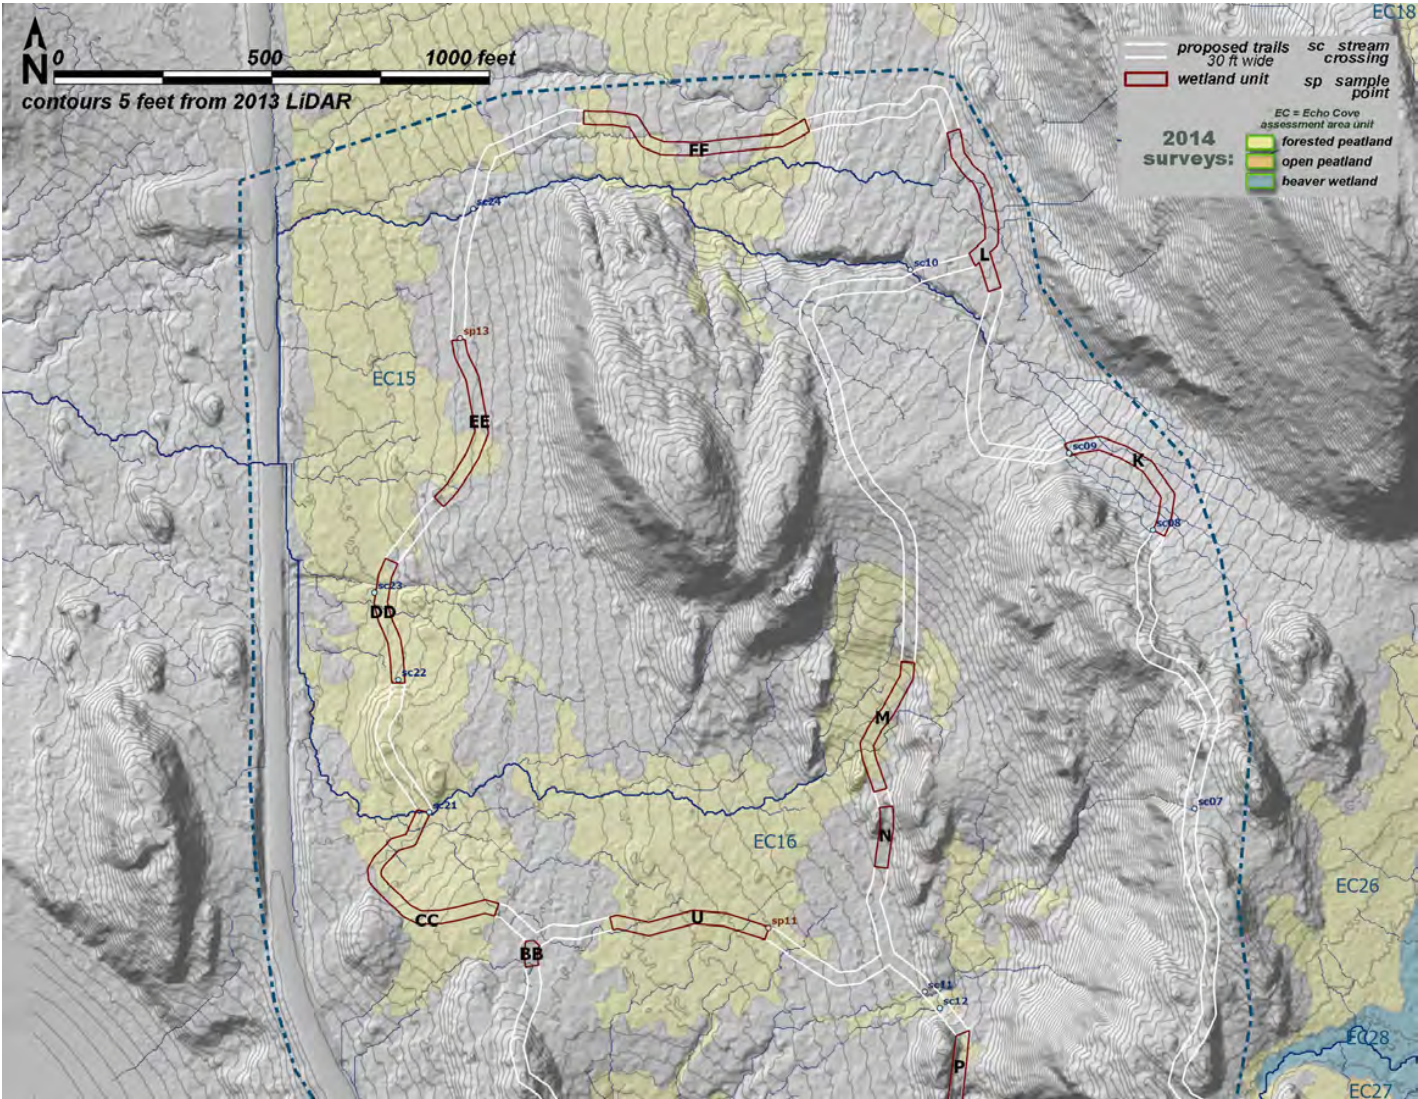 EC18
N
0 500 1000 feet
contours 5 feet from 2013 LiDAR
proposed trails
30 ft wide
sc stream
crossing
wetland unit
sp sample
point
2014
surveys:
EC = Echo Cove
assessment area unit
forested peatland
open peatland
beaver wetland
FF
sc24
L
sc10
sp13
EC15
EE
sc09
K
sc08
sc23
DD
sc22
M
sc21
sc07
N
EC16
EC26
CC
U
sp11
BB
sc11
sc12
EC28
P
EC27